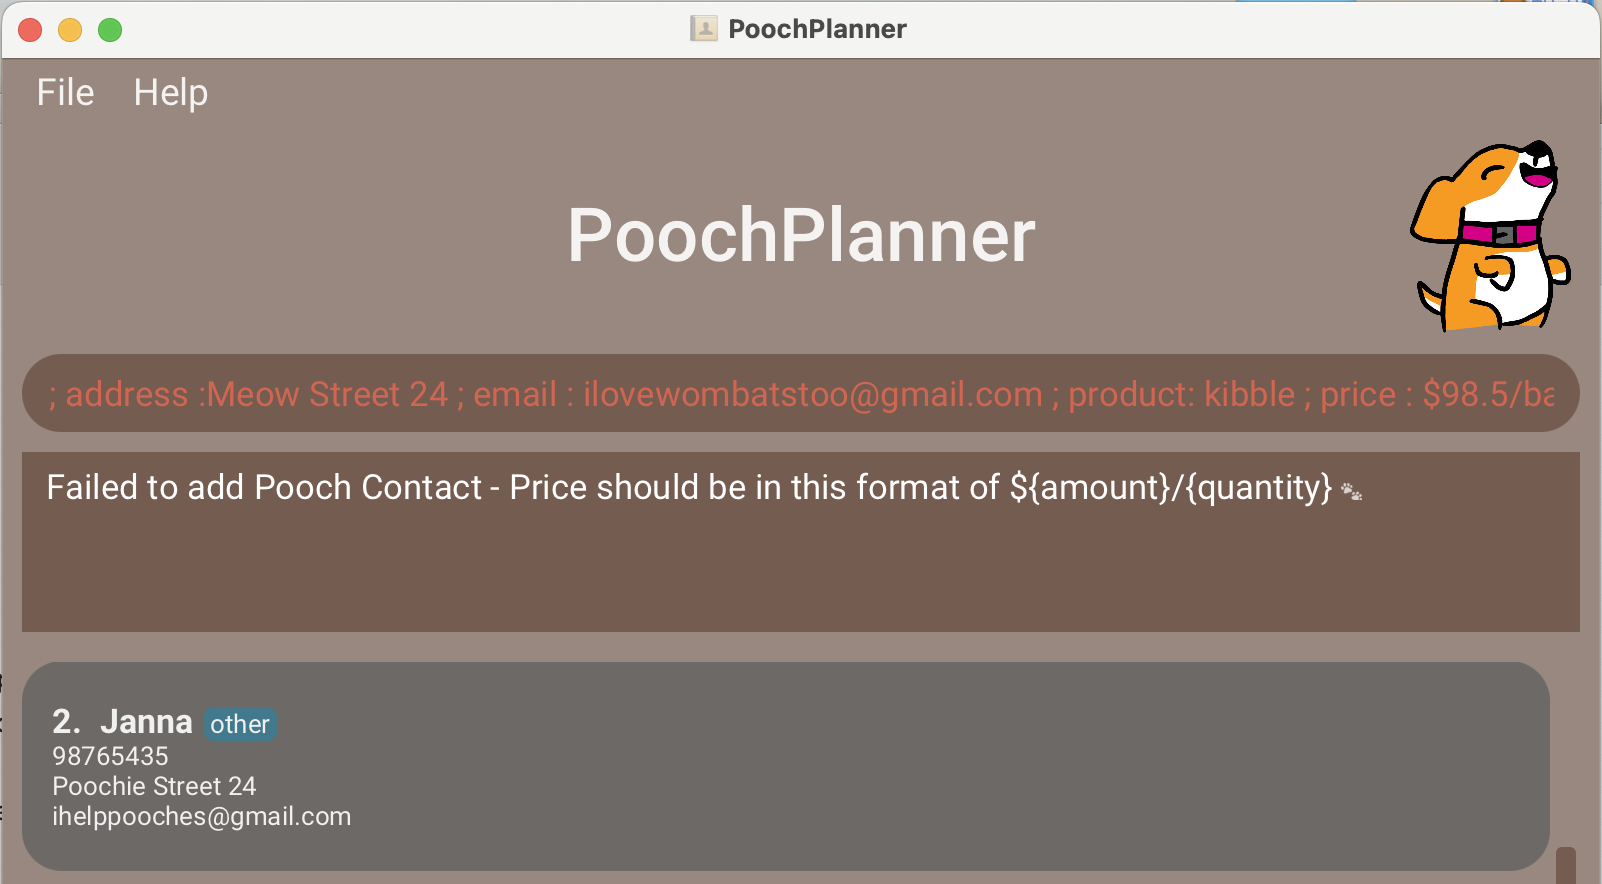 PoochPlanner
File Help
PoochPlanner
; address :Meow Street 24 ; email : ilovewombatstoo@gmail.com ; product: kibble ; price : $98.5/ba
Failed to add Pooch Contact - Price should be in this format of ${amount}/{quantity}
2. Janna other
98765435
Poochie Street 24
ihelppooches@gmail.com